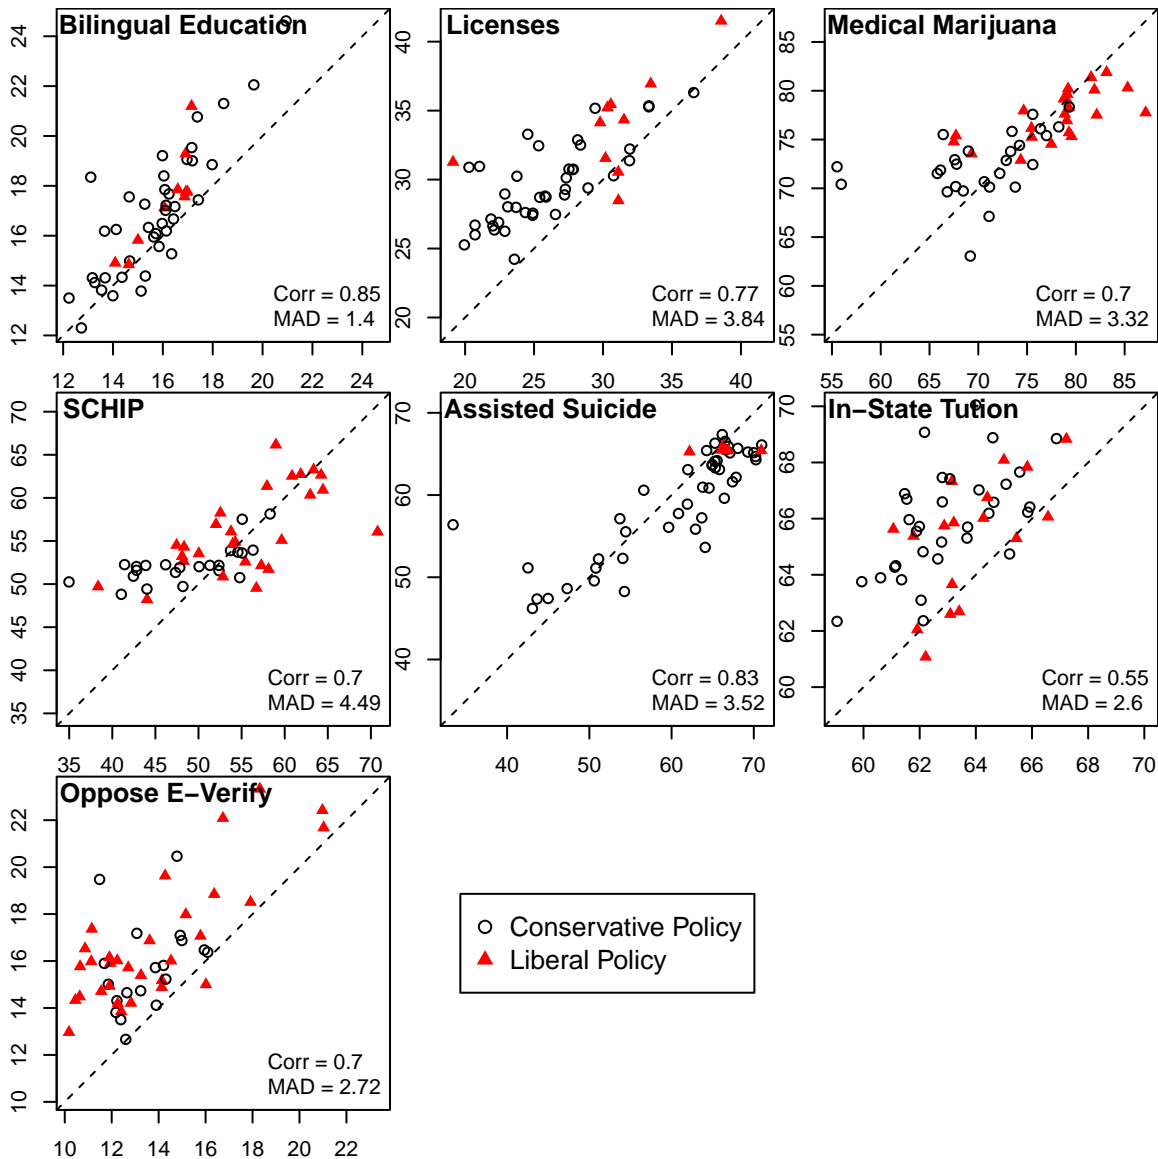 Bilingual Education
24
22
20
18
16
14
12
Corr = 0.85
MAD = 1.4
12 14 16 18 20 22 24
Licenses
40
35
30
25
20
Corr = 0.77
MAD = 3.84
20 25 30 35 40
Medical Marijuana
85
80
75
70
65
60
55
Corr = 0.7
MAD = 3.32
55 60 65 70 75 80 85
SCHIP
70
65
60
55
50
45
40
35
Corr = 0.7
MAD = 4.49
35 40 45 50 55 60 65 70
Assisted Suicide
70
60
50
40
Corr = 0.83
MAD = 3.52
40 50 60 70
In−State Tution
70
68
66
64
62
60
Corr = 0.55
MAD = 2.6
60 62 64 66 68 70
Oppose E−Verify
22
20
18
16
14
12
10
Corr = 0.7
MAD = 2.72
10 12 14 16 18 20 22
Conservative Policy
Liberal Policy